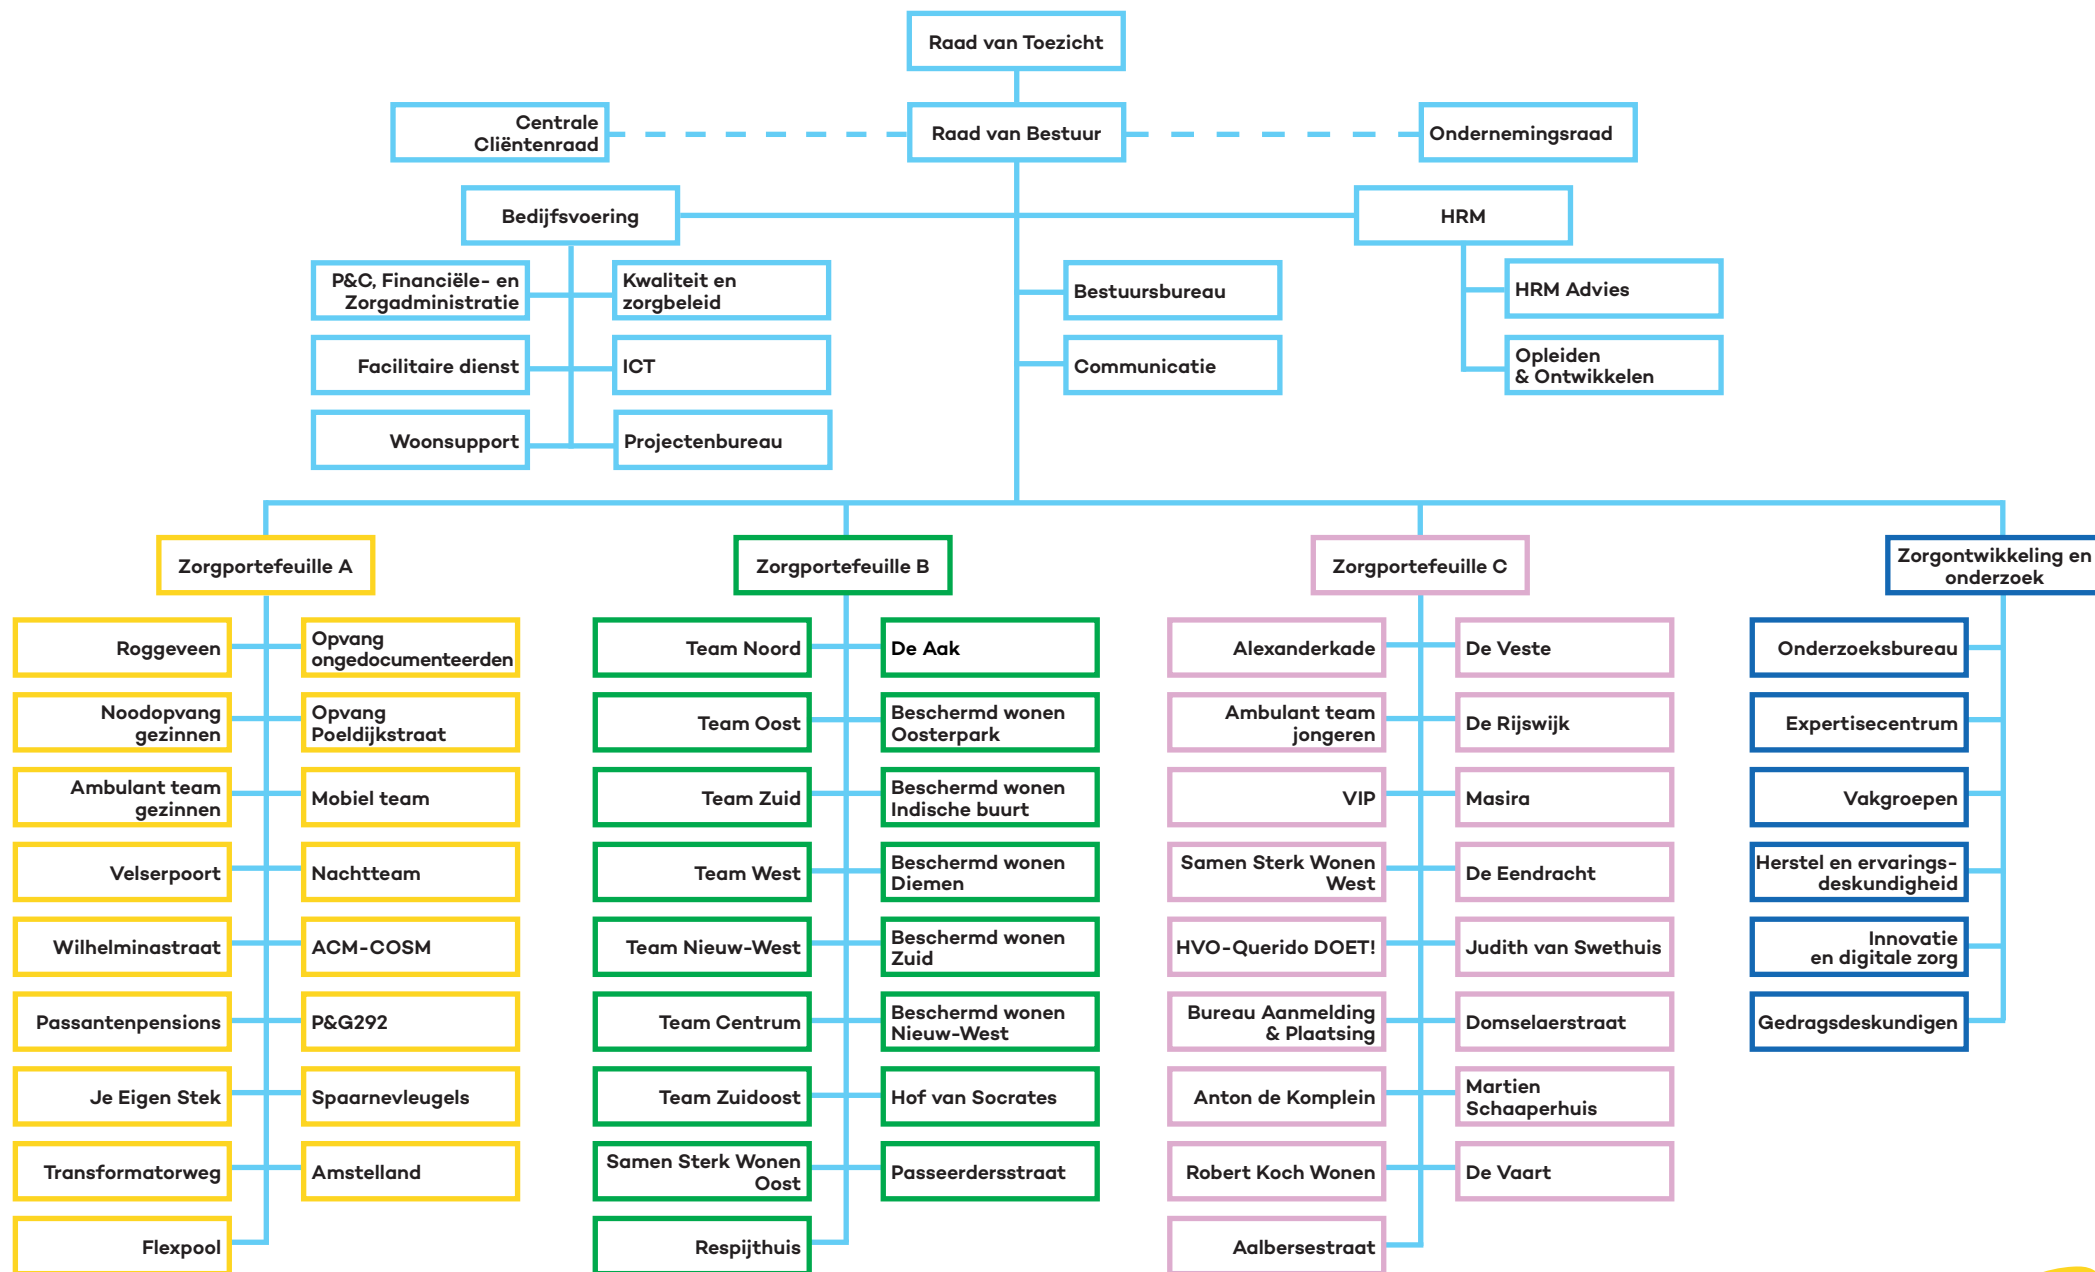 Raad van Toezicht
Centrale
Cliëntenraad
Raad van Bestuur
Ondernemingsraad
Bedijfsvoering
HRM
P&C, Financiële- en
Zorgadministratie
Kwaliteit en
zorgbeleid
Bestuursbureau
HRM Advies
Facilitaire dienst
ICT
Communicatie
Opleiden
& Ontwikkelen
Woonsupport
Projectenbureau
Zorgportefeuille A
Roggeveen
Opvang
ongedocumenteerden
Noodopvang
gezinnen
Opvang
Poeldijkstraat
Ambulant team
gezinnen
Mobiel team
Velserpoort
Nachtteam
Wilhelminastraat
ACM-COSM
Passantenpensions
P&G292
Je Eigen Stek
Spaarnevleugels
Transformatorweg
Amstelland
Flexpool
Zorgportefeuille B
Team Noord
De Aak
Team Oost
Beschermd wonen
Oosterpark
Team Zuid
Beschermd wonen
Indische buurt
Team West
Beschermd wonen
Diemen
Team Nieuw-West
Beschermd wonen
Zuid
Team Centrum
Beschermd wonen
Nieuw-West
Team Zuidoost
Hof van Socrates
Samen Sterk Wonen
Oost
Passeerdersstraat
Respijthuis
Zorgportefeuille C
Alexanderkade
De Veste
Ambulant team
jongeren
De Rijswijk
VIP
Masira
Samen Sterk Wonen
West
De Eendracht
HVO-Querido DOET!
Judith van Swethuis
Bureau Aanmelding
& Plaatsing
Domselaerstraat
Anton de Komplein
Martien
Schaaperhuis
Robert Koch Wonen
De Vaart
Aalbersestraat
Zorgontwikkeling en
onderzoek
Onderzoeksbureau
Expertisecentrum
Vakgroepen
Herstel en ervarings-
deskundigheid
Innovatie
en digitale zorg
Gedragsdeskundigen